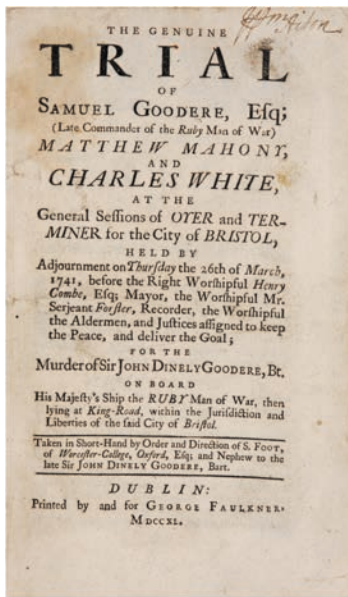 THE GENUINE
TRIAL
OF
SAMUEL GOODERE, Eſq;
(Late Commander of the Ruby Man of War)
MATTHEW MAHONY,
AND
CHARLES WHITE,
AT THE
General Seſſions of OYER and TER-
MINER for the City of BRISTOL,
HELD BY
Adjournment on Thurſday the 26th of March,
1741, before the Right Worſhipful Henry
Combe, Eſq; Mayor, the Worſhipful Mr.
Serjeant Forſter, Recorder, the Worſhipful
the Aldermen, and Juſtices aſſigned to keep
the Peace, and deliver the Goal;
FOR THE
Murder of Sir JOHN DINELY GOODERE, Bt.
ON BOARD
His Majeſty's Ship the RUBY Man of War, then
lying at King-Road, within the Juriſdiction and
Liberties of the ſaid City of Briſtol.
Taken in Short-Hand by Order and Direction of S. FOOT,
of Worceſter-College, Oxford, Eſq; and Nephew to the
late Sir JOHN DINELY GOODERE, Bart.
DUBLIN:
Printed by and for GEORGE FAULKNER,
MDCCXL.